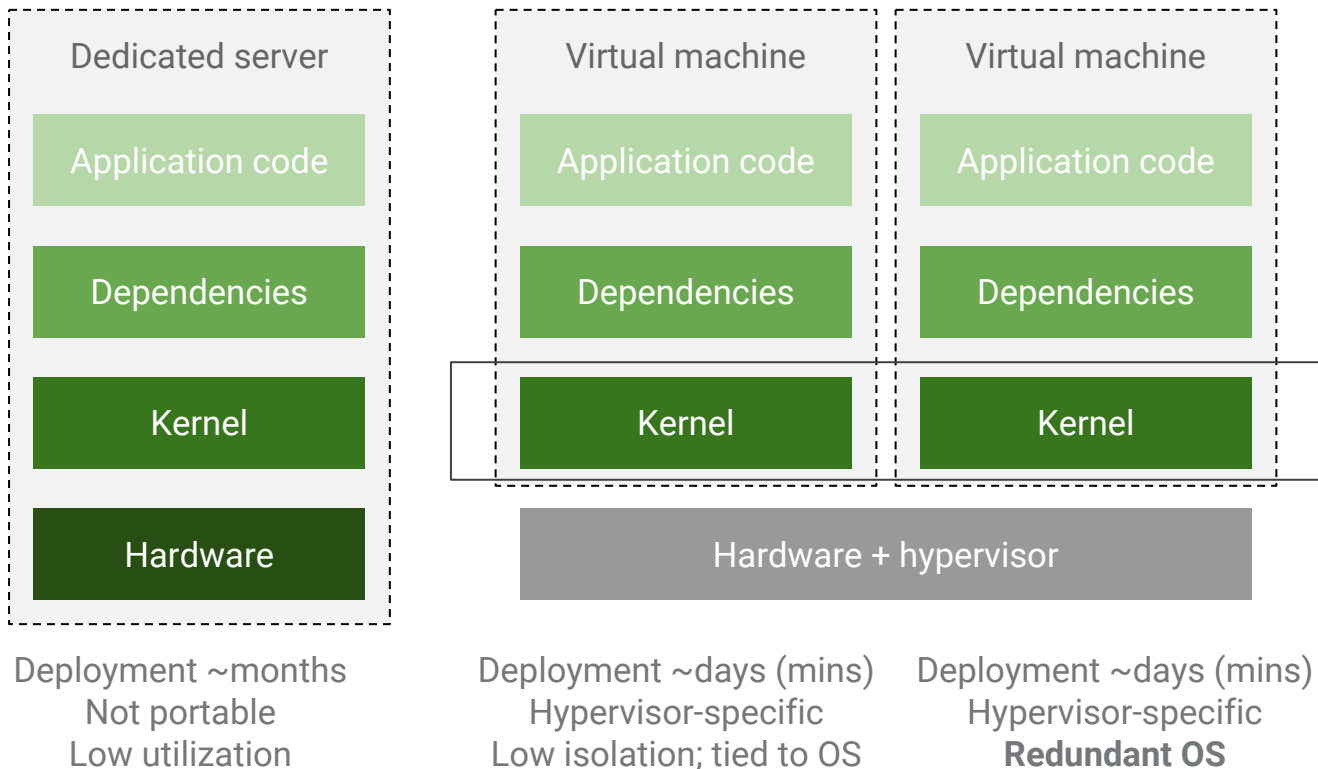 Dedicated server
Application code
Dependencies
Kernel
Hardware
Deployment ~months
Not portable
Low utilization
Virtual machine
Application code
Dependencies
Kernel
Virtual machine
Application code
Dependencies
Kernel
Hardware + hypervisor
Deployment ~days (mins)
Hypervisor-specific
Low isolation; tied to OS
Deployment ~days (mins)
Hypervisor-specific
Redundant OS